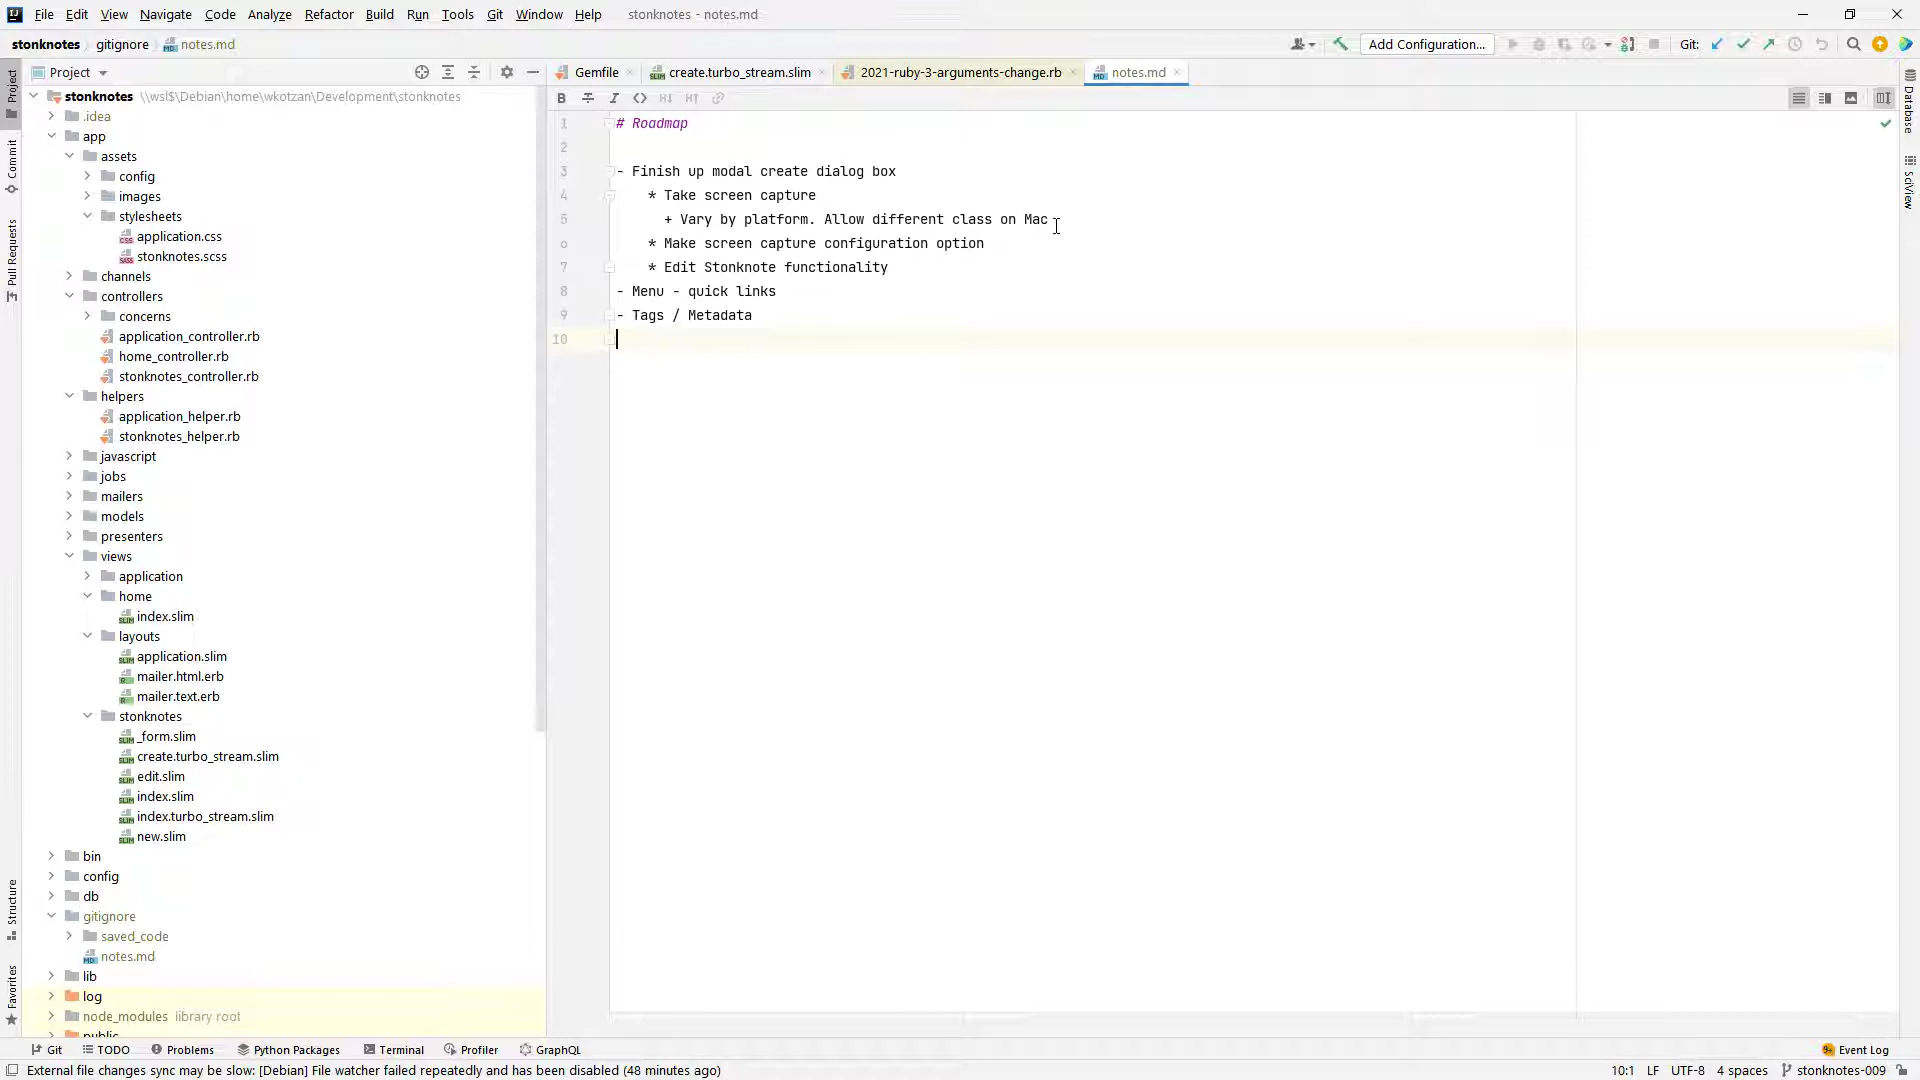 File Edit View Navigate Code Analyze Refactor Build Run Tools Git Window Help stonknotes - notes.md
stonknotes gitignore notes.md Add Configuration... Git:
Project Gemfile create.turbo_stream.slim 2021-ruby-3-arguments-change.rb notes.md
stonknotes \\wsl$\Debian\home\wkotzan\Development\stonknotes
.idea
app
assets
config
images
stylesheets
application.css
stonknotes.scss
channels
controllers
concerns
application_controller.rb
home_controller.rb
stonknotes_controller.rb
helpers
application_helper.rb
stonknotes_helper.rb
javascript
jobs
mailers
models
presenters
views
application
home
index.slim
layouts
application.slim
mailer.html.erb
mailer.text.erb
stonknotes
_form.slim
create.turbo_stream.slim
edit.slim
index.slim
index.turbo_stream.slim
new.slim
bin
config
db
gitignore
saved_code
notes.md
lib
log
node_modules library root
public
1 # Roadmap
2
3 - Finish up modal create dialog box
4 * Take screen capture
5 + Vary by platform. Allow different class on Mac
* Make screen capture configuration option
7 * Edit Stonknote functionality
8 - Menu - quick links
9 - Tags / Metadata
10
Project
Commit
Pull Requests
Structure
Favorites
Database
SciView
Git TODO Problems Python Packages Terminal Profiler GraphQL Event Log
External file changes sync may be slow: [Debian] File watcher failed repeatedly and has been disabled (48 minutes ago) 10:1 LF UTF-8 4 spaces stonknotes-009